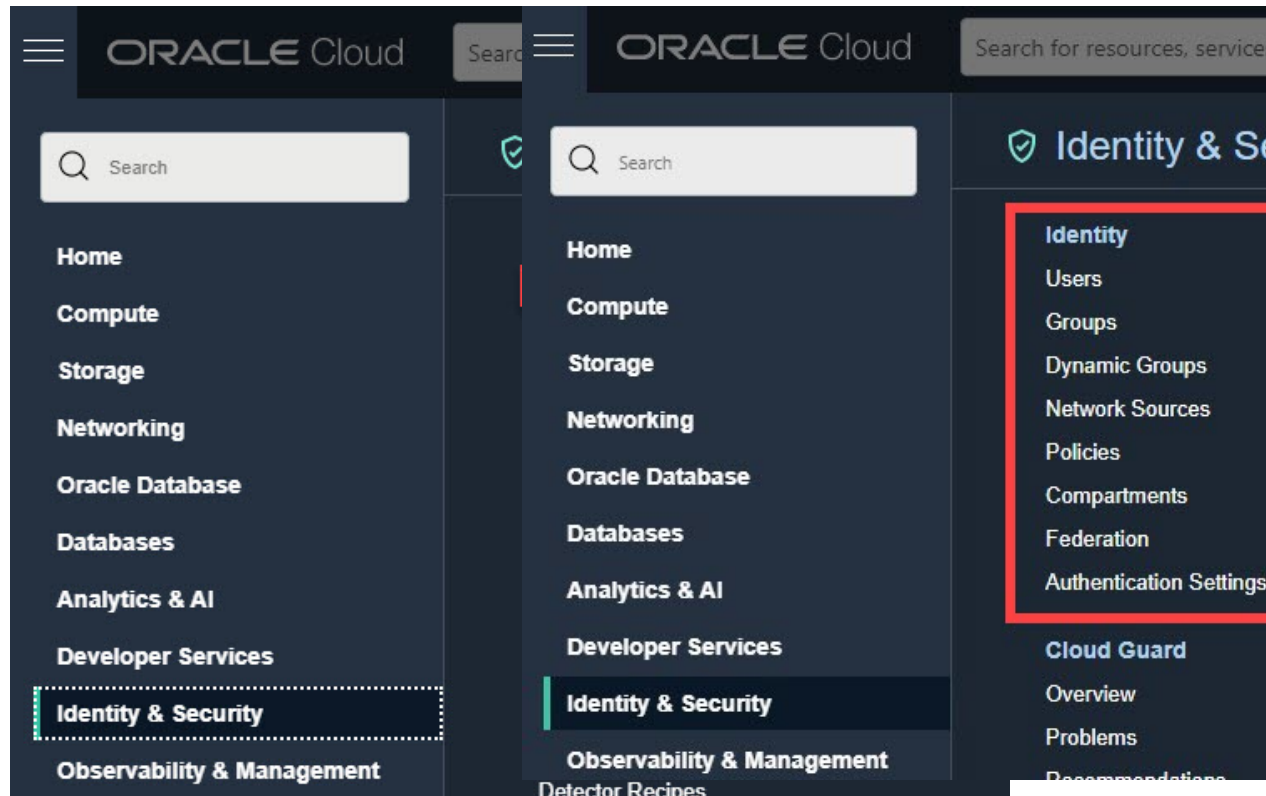 ORACLE Cloud
Searc
Search
Home
Compute
Storage
Networking
Oracle Database
Databases
Analytics & AI
Developer Services
Identity & Security
Observability & Management
ORACLE Cloud
Search for resources, service
Search
Home
Compute
Storage
Networking
Oracle Database
Databases
Analytics & AI
Developer Services
Identity & Security
Observability & Management
Detector Recipes
Identity & Se
Identity
Users
Groups
Dynamic Groups
Network Sources
Policies
Compartments
Federation
Authentication Settings
Cloud Guard
Overview
Problems
Recommendations